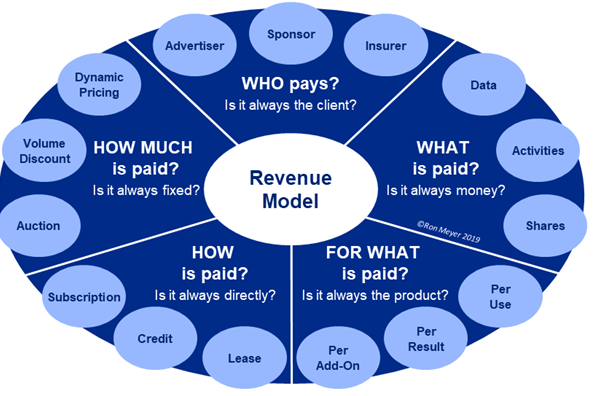 Advertiser
Sponsor
Insurer
WHO pays?
Is it always the client?
Dynamic
Pricing
Volume
Discount
Auction
HOW MUCH
is paid?
Is it always fixed?
Data
Activities
Shares
WHAT
is paid?
Is it always money?
©Ron Meyer 2019
Revenue
Model
HOW
is paid?
Is it always directly?
Subscription
Credit
Lease
FOR WHAT
is paid?
Is it always the product?
Per
Add-On
Per
Result
Per
Use